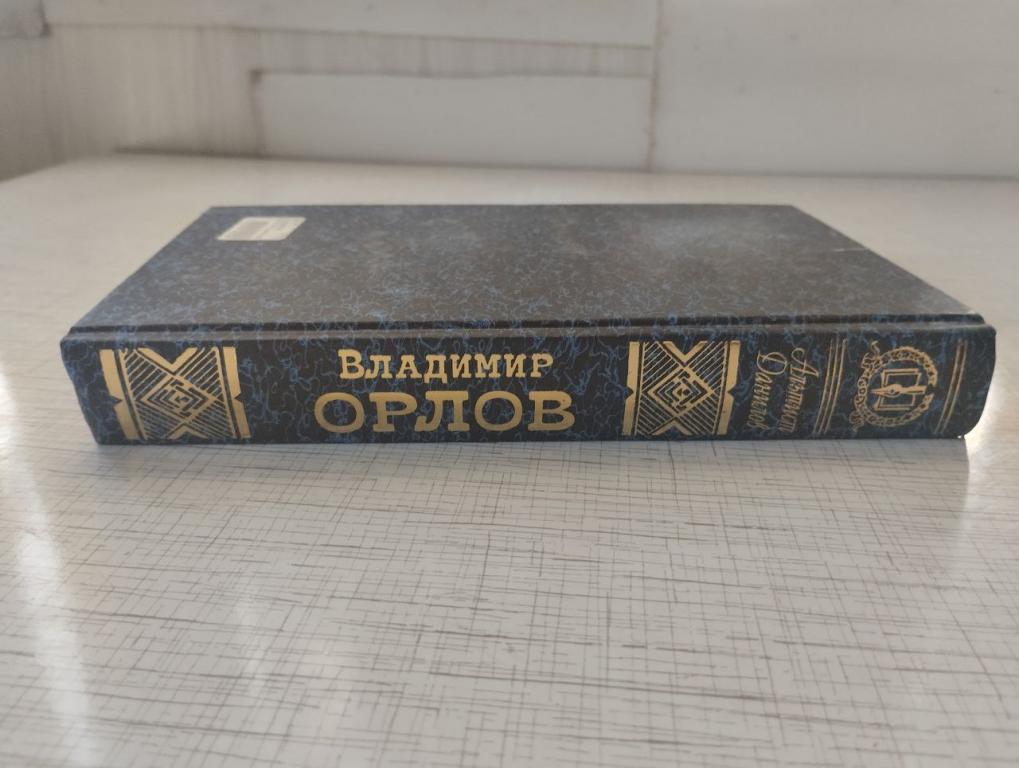 Владимир
ОРЛОВ
Альтист
Данилов